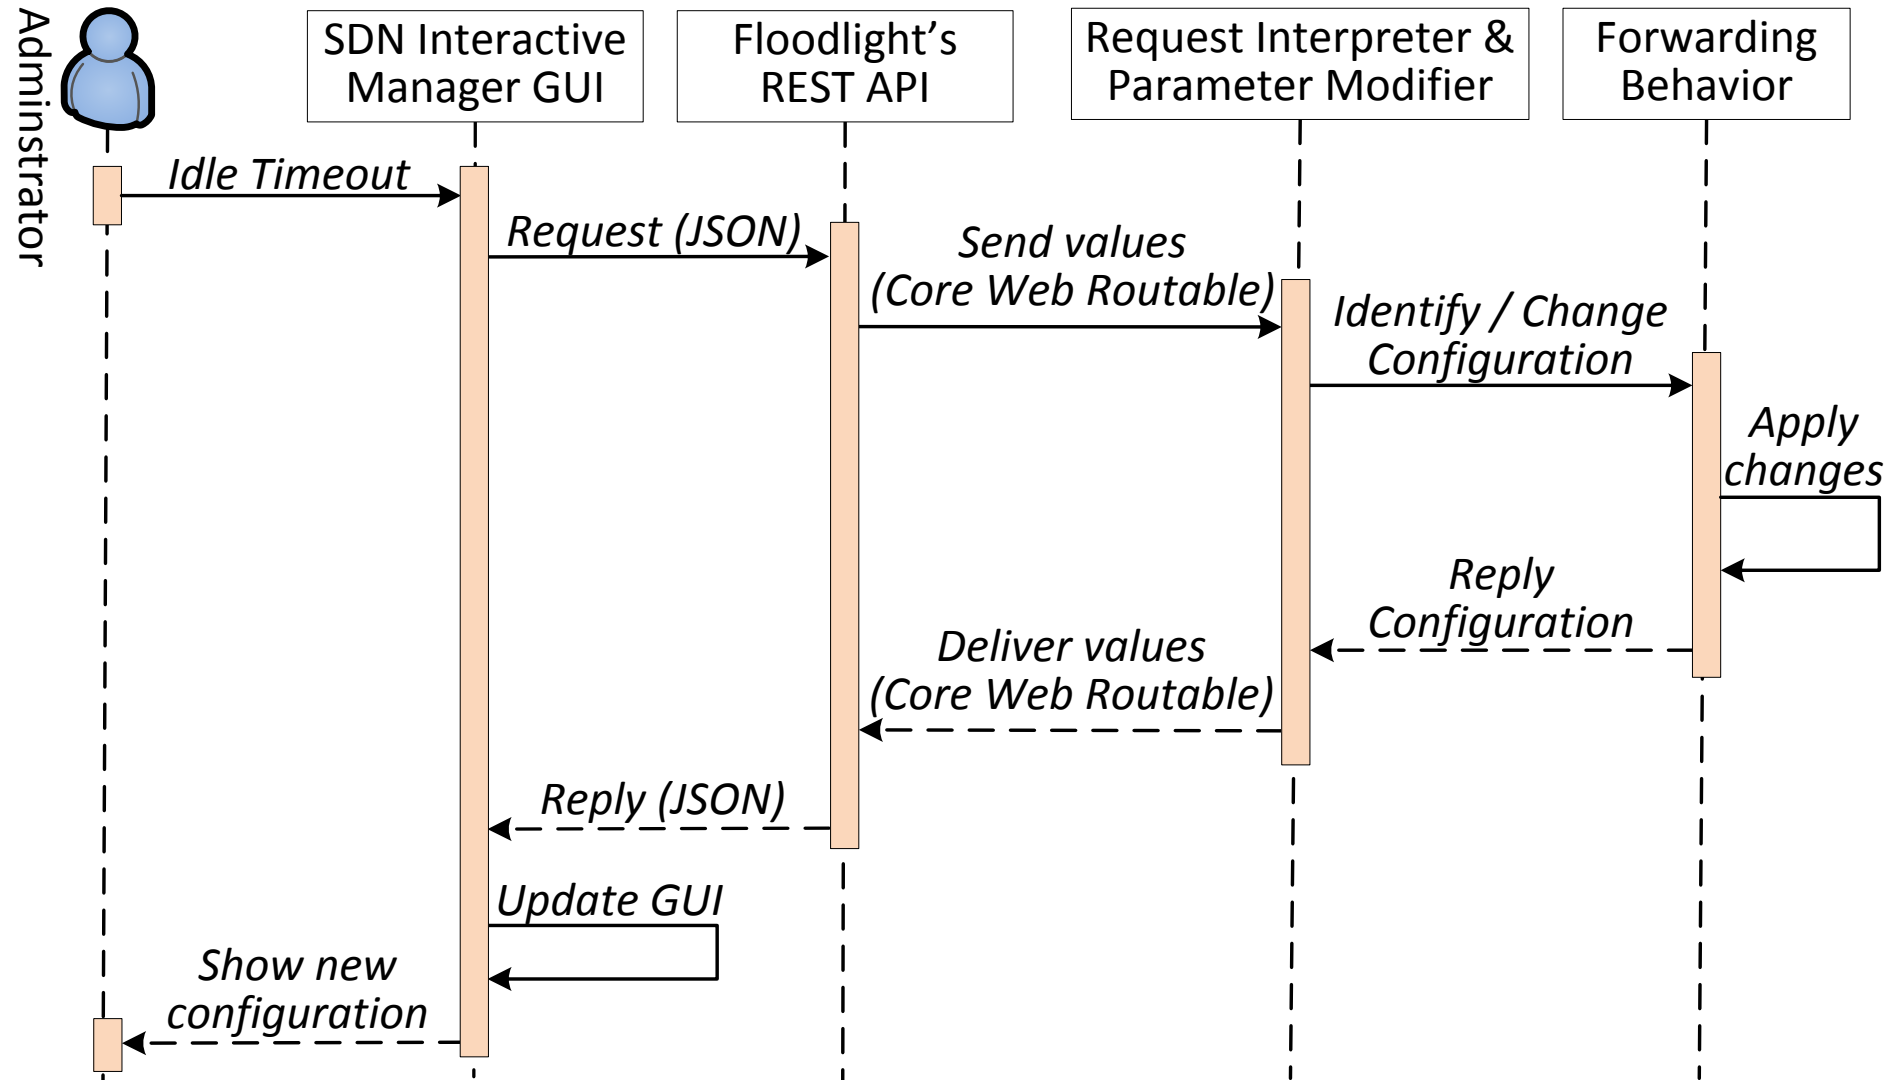 Adminstrator
SDN Interactive
Manager GUI
Floodlight's
REST API
Request Interpreter &
Parameter Modifier
Forwarding
Behavior
Idle Timeout
Request (JSON)
Send values
(Core Web Routable)
Identify / Change
Configuration
Apply
changes
Reply
Configuration
Deliver values
(Core Web Routable)
Reply (JSON)
Update GUI
Show new
configuration